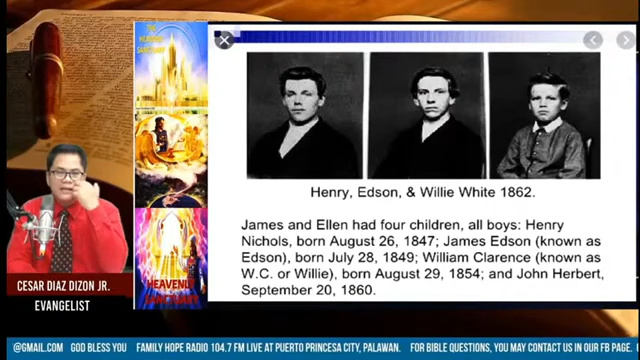 THE
HEAVENLY
SANCTUARY
Henry, Edson, & Willie White 1862.
James and Ellen had four children, all boys: Henry
Nichols, born August 26, 1847; James Edson (known as
Edson), born July 28, 1849; William Clarence (known as
W.C. or Willie), born August 29, 1854; and John Herbert,
September 20, 1860.
HEAVENLY
SANCTUARY
CESAR DIAZ DIZON JR.
EVANGELIST
@GMAIL.COM GOD BLESS YOU FAMILY HOPE RADIO 104.7 FM LIVE AT PUERTO PRINCESA CITY, PALAWAN. FOR BIBLE QUESTIONS, YOU MAY CONTACT US IN OUR FB PAGE,